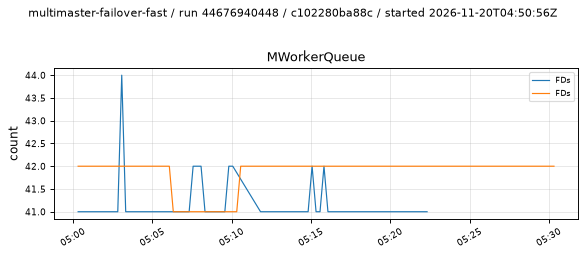 multimaster-failover-fast / run 44676940448 / c102280ba88c / started 2026-11-20T04:50:56Z
MWorkerQueue
FDs
FDs
count
44.0
43.5
43.0
42.5
42.0
41.5
41.0
05:00
05:05
05:10
05:15
05:20
05:25
05:30